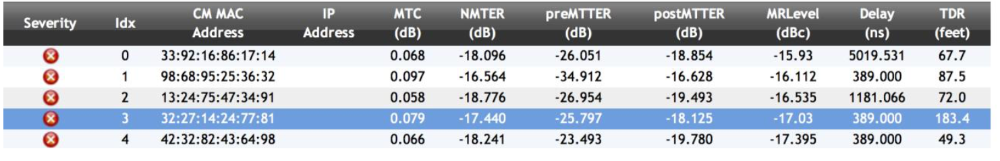 Severity Idx CM MAC Address IP Address MTC (dB) NMTER (dB) preMTTER (dB) postMTTER (dB) MRLevel (dBc) Delay (ns) TDR (feet)
0 33:92:16:86:17:14 0.068 -18.096 -26.051 -18.854 -15.93 5019.531 67.7
1 98:68:95:25:36:32 0.097 -16.564 -34.912 -16.628 -16.112 389.000 87.5
2 13:24:75:47:34:91 0.058 -18.776 -26.954 -19.493 -16.535 1181.066 72.0
3 32:27:14:24:77:81 0.079 -17.440 -25.797 -18.125 -17.03 389.000 183.4
4 42:32:82:43:64:98 0.066 -18.241 -23.493 -19.780 -17.395 389.000 49.3